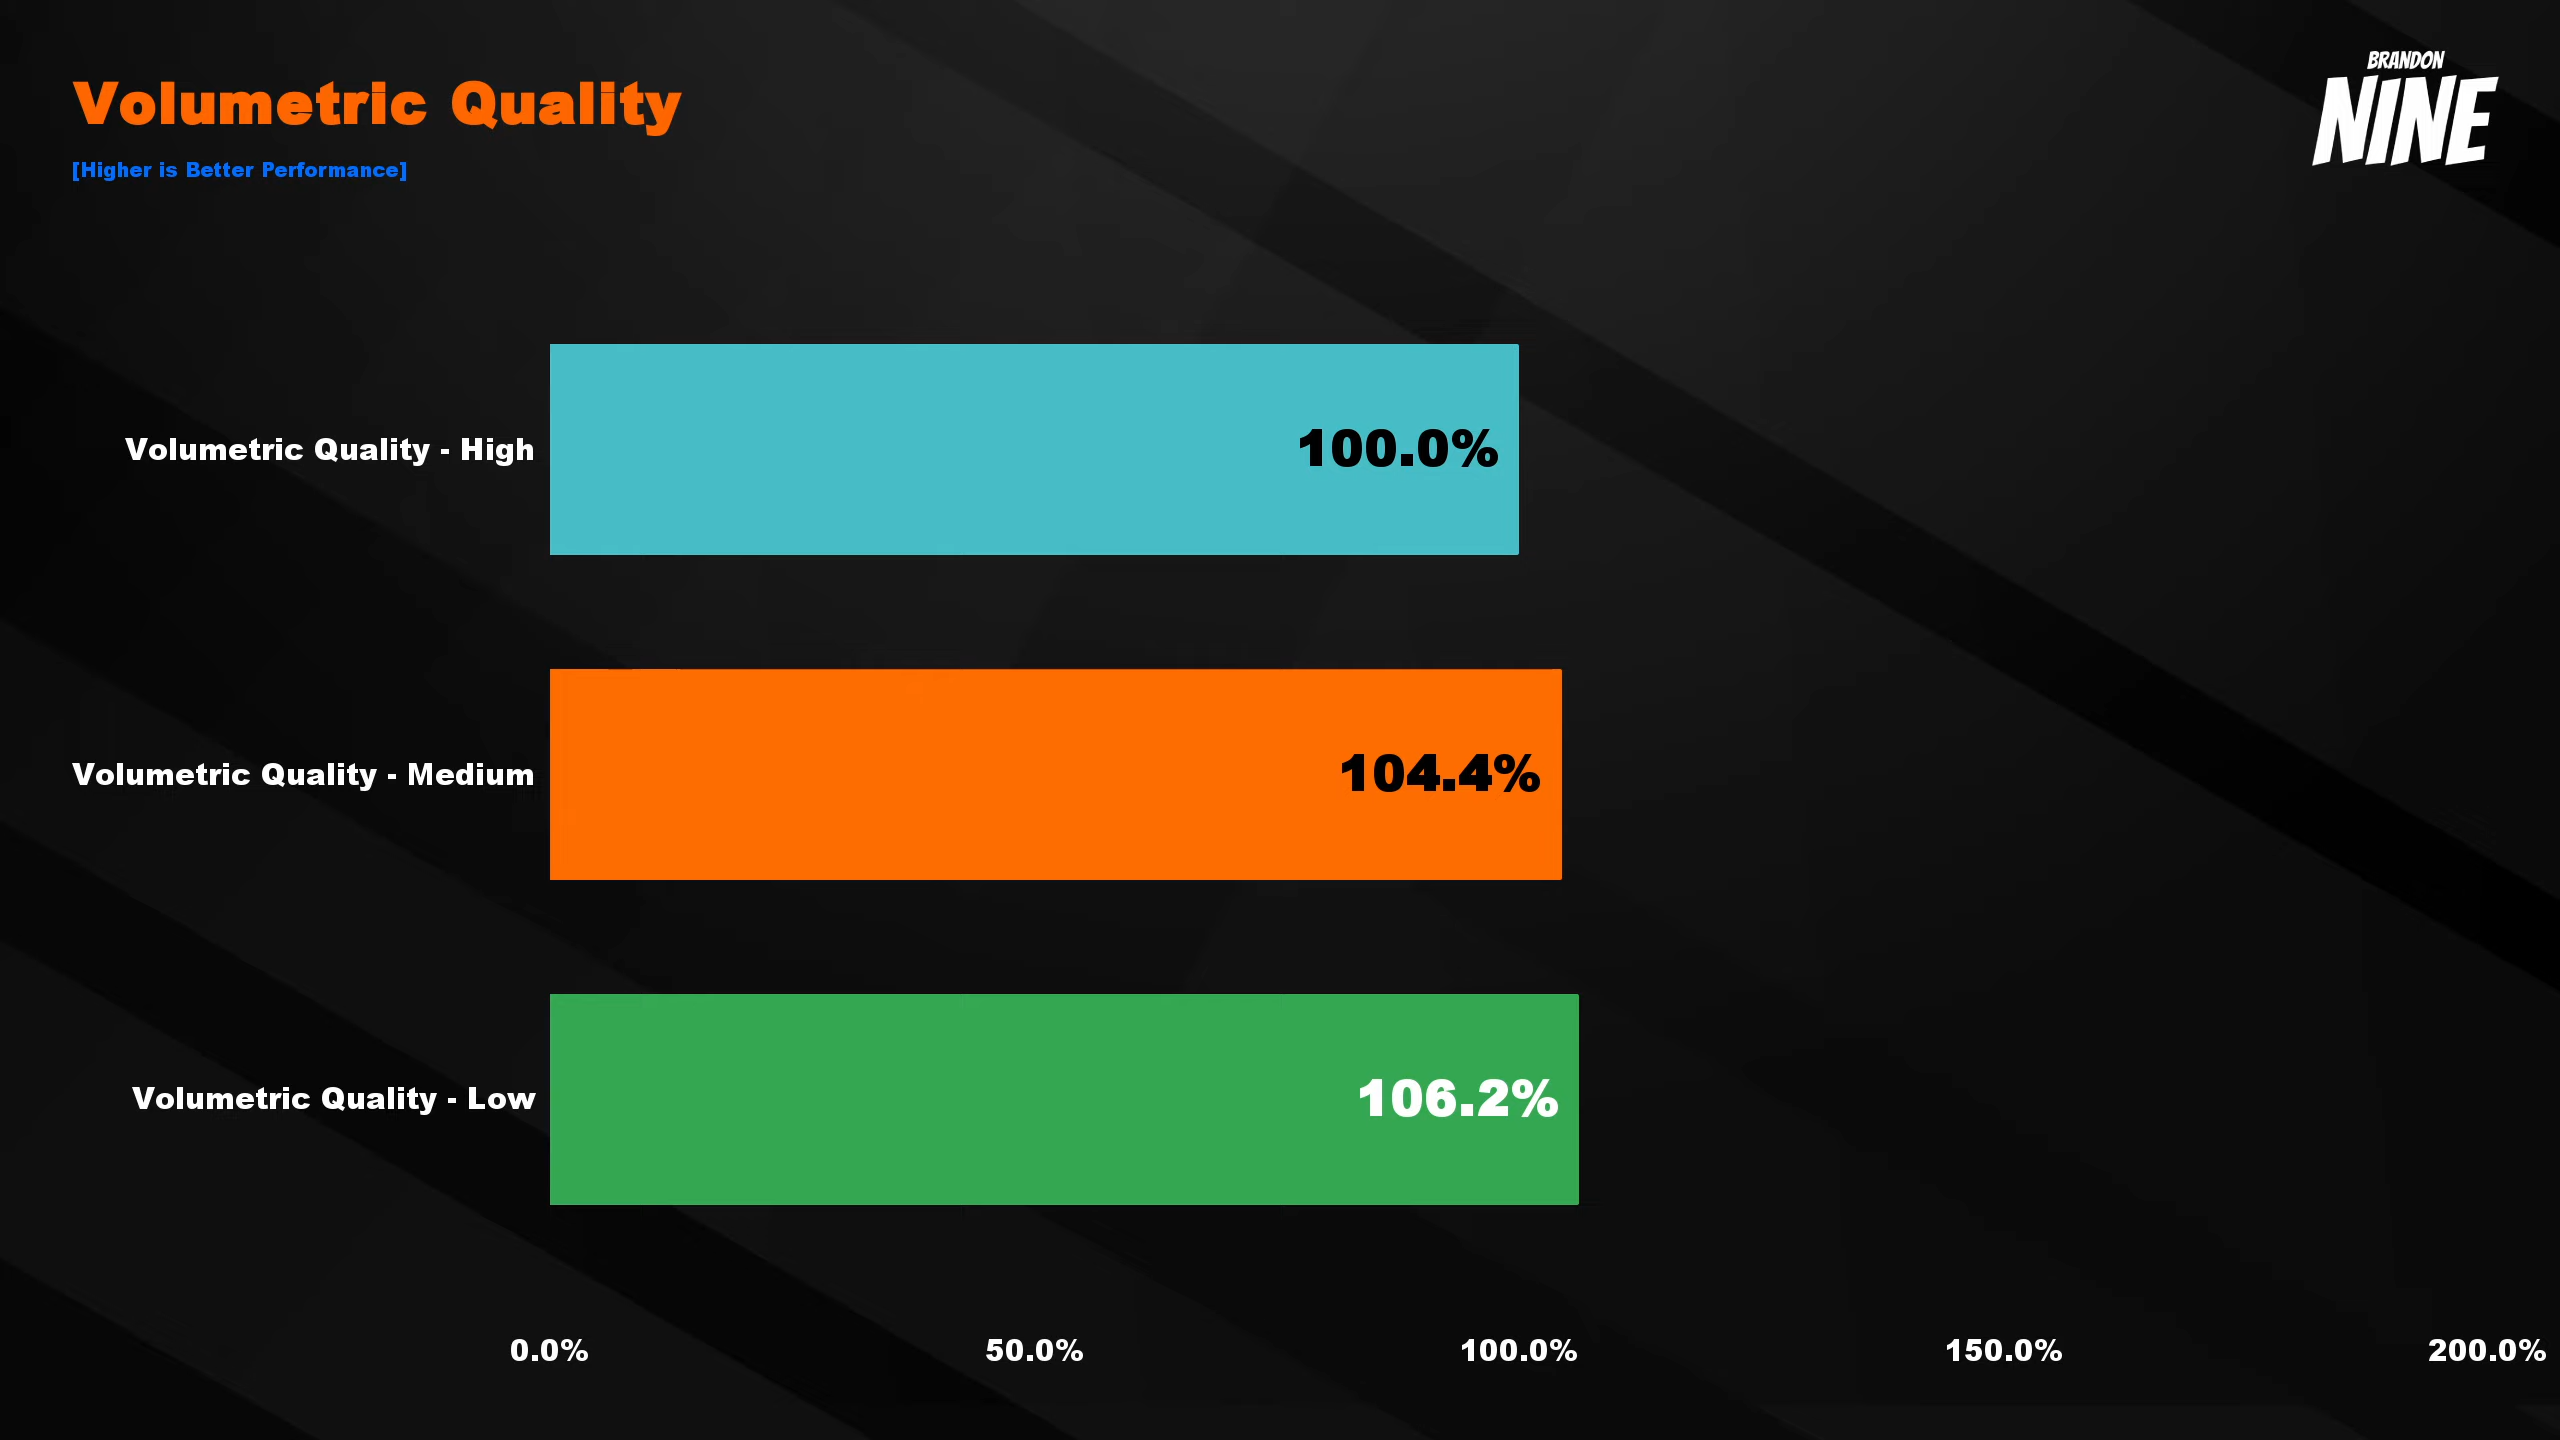 Volumetric Quality
[Higher is Better Performance]
BRANDON
NINE
Volumetric Quality - High
100.0%
Volumetric Quality - Medium
104.4%
Volumetric Quality - Low
106.2%
0.0% 50.0% 100.0% 150.0% 200.0%